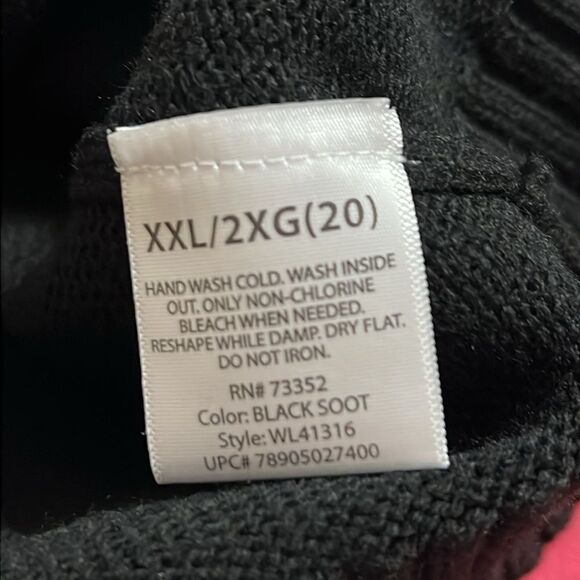 XXL/2XG(20)
HAND WASH COLD. WASH INSIDE
OUT. ONLY NON-CHLORINE
BLEACH WHEN NEEDED.
RESHAPE WHILE DAMP. DRY FLAT.
DO NOT IRON.
RN# 73352
Color: BLACK SOOT
Style: WL41316
UPC# 78905027400